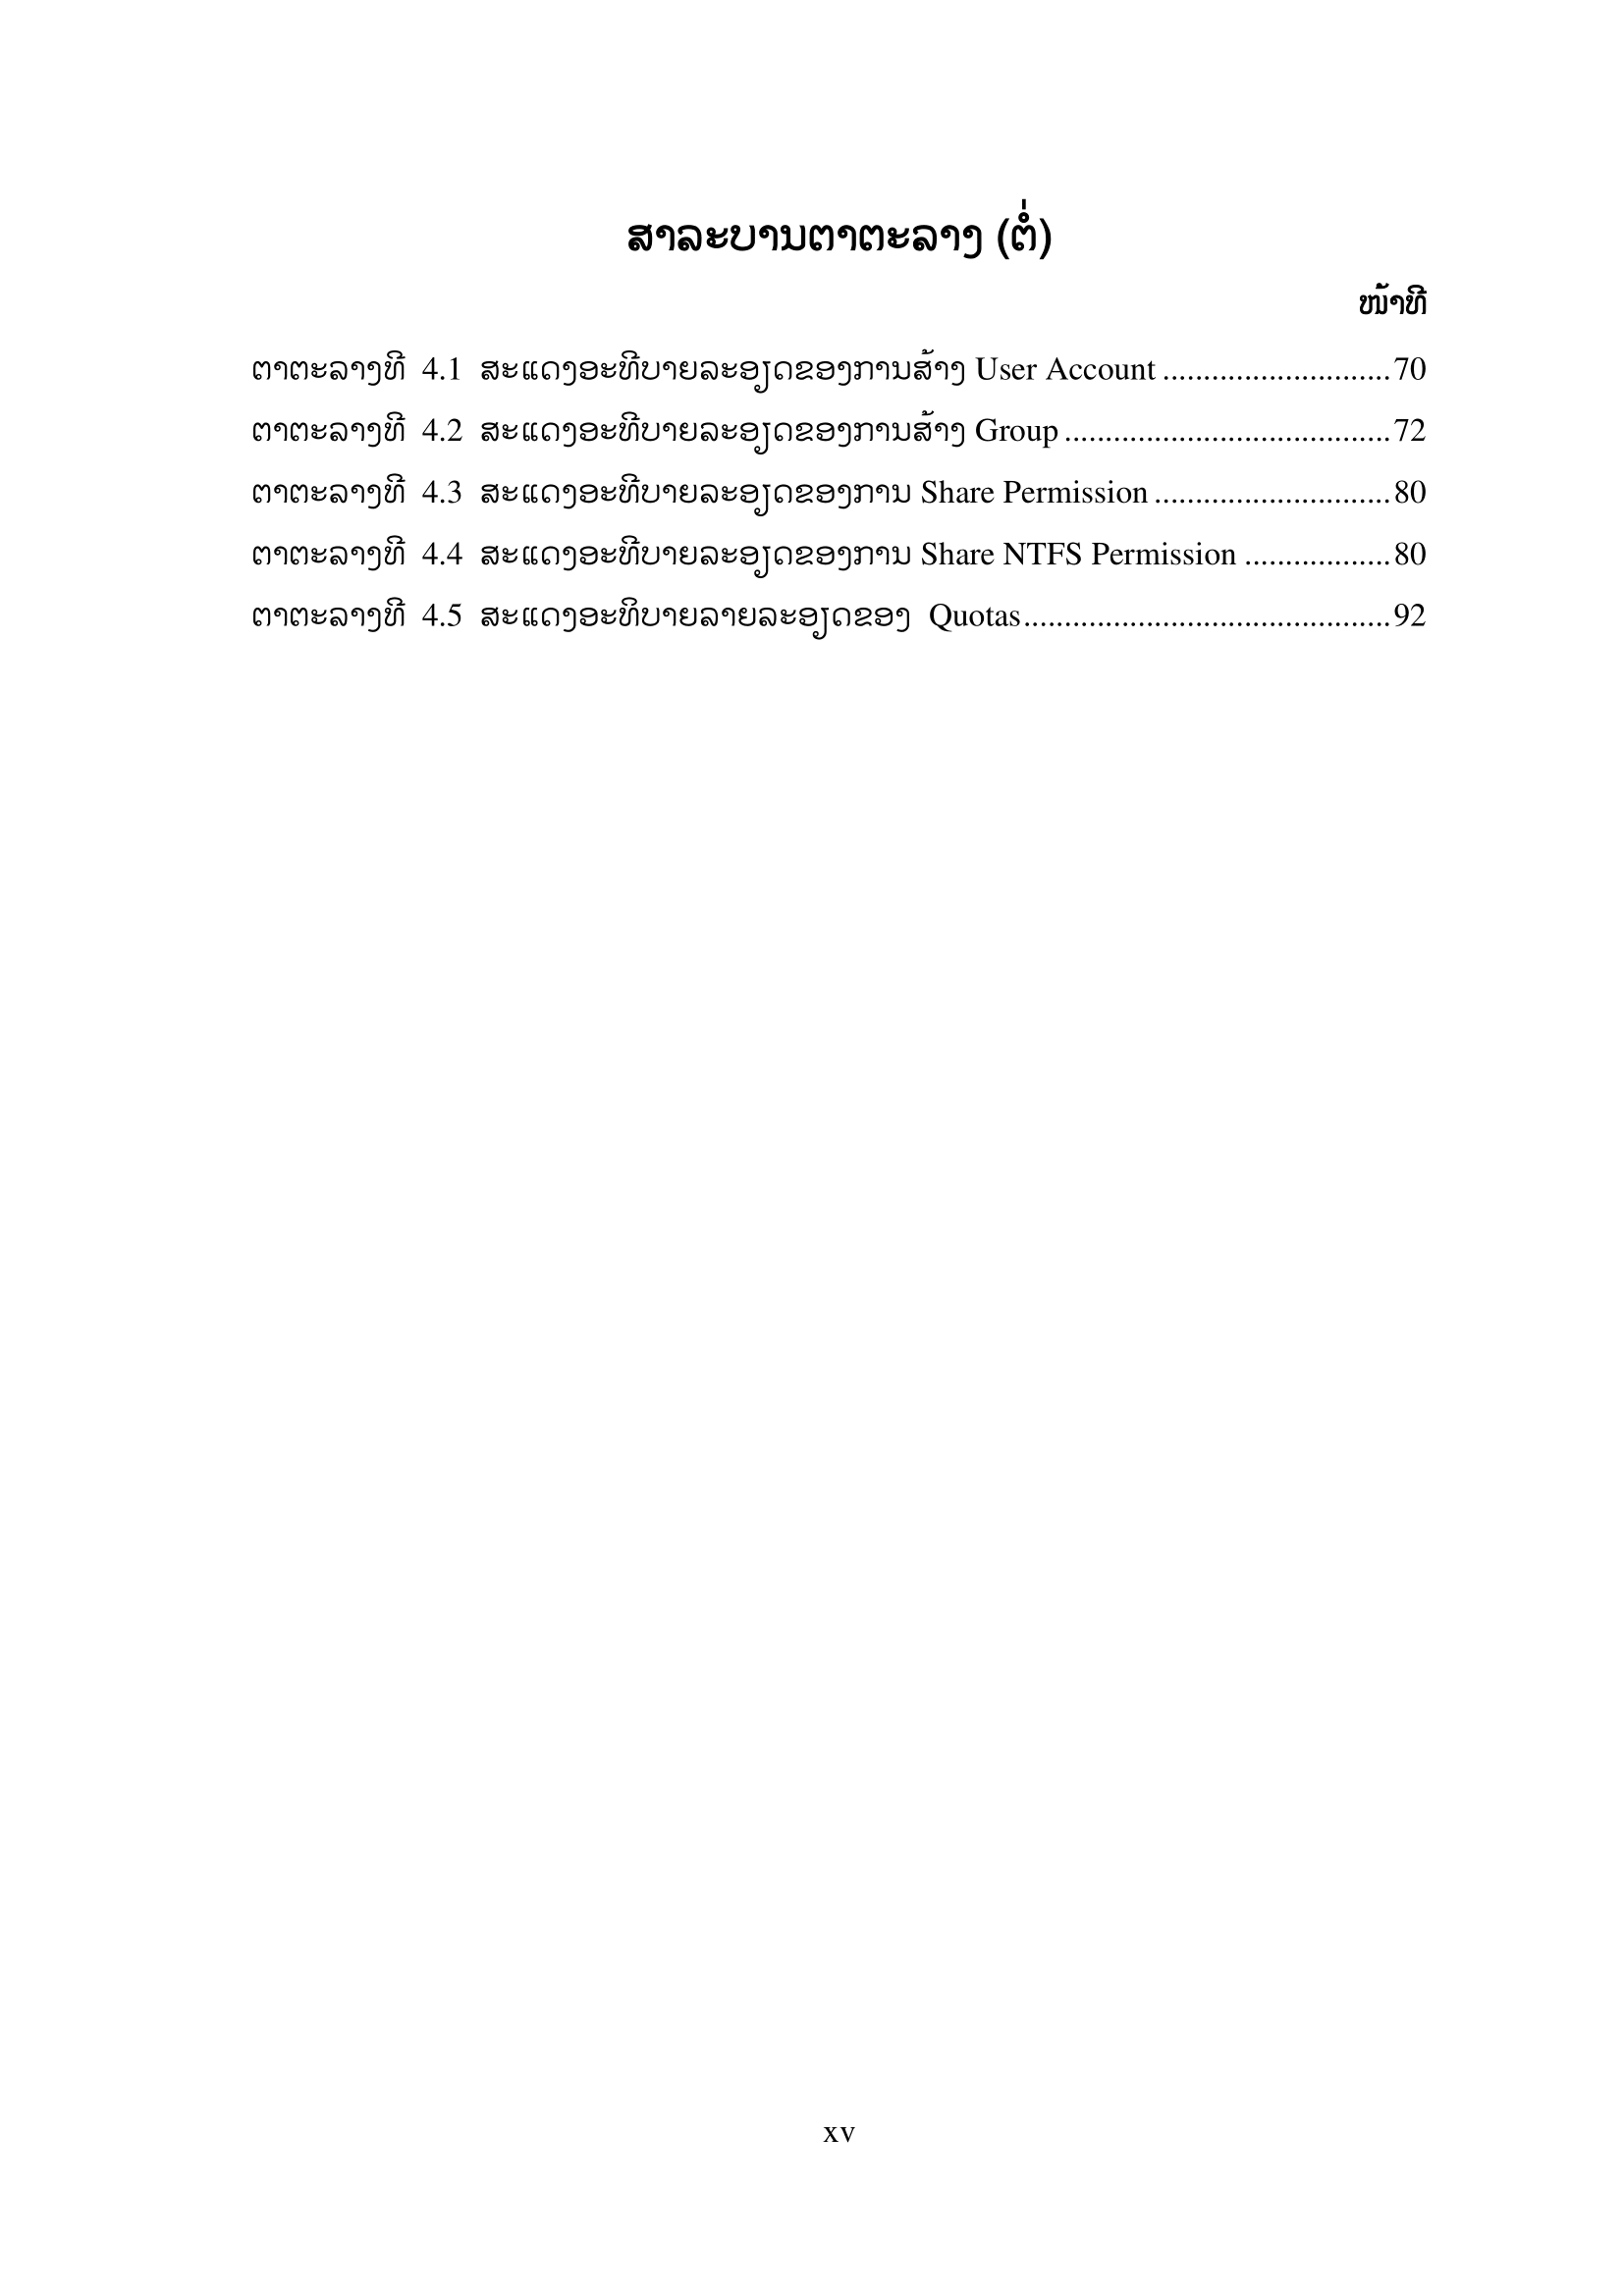 ສາລະບານຕາຕະລາງ (ຕໍ່)
ໜ້າທີ
ຕາຕະລາງທີ 4.1 ສະແດງອະທີບາຍລະອຽດຂອງການສ້າງ User Account ............................ 70
ຕາຕະລາງທີ 4.2 ສະແດງອະທີບາຍລະອຽດຂອງການສ້າງ Group ........................................ 72
ຕາຕະລາງທີ 4.3 ສະແດງອະທີບາຍລະອຽດຂອງການ Share Permission ............................. 80
ຕາຕະລາງທີ 4.4 ສະແດງອະທີບາຍລະອຽດຂອງການ Share NTFS Permission .................. 80
ຕາຕະລາງທີ 4.5 ສະແດງອະທິບາຍລາຍລະອຽດຂອງ Quotas ............................................. 92
xv